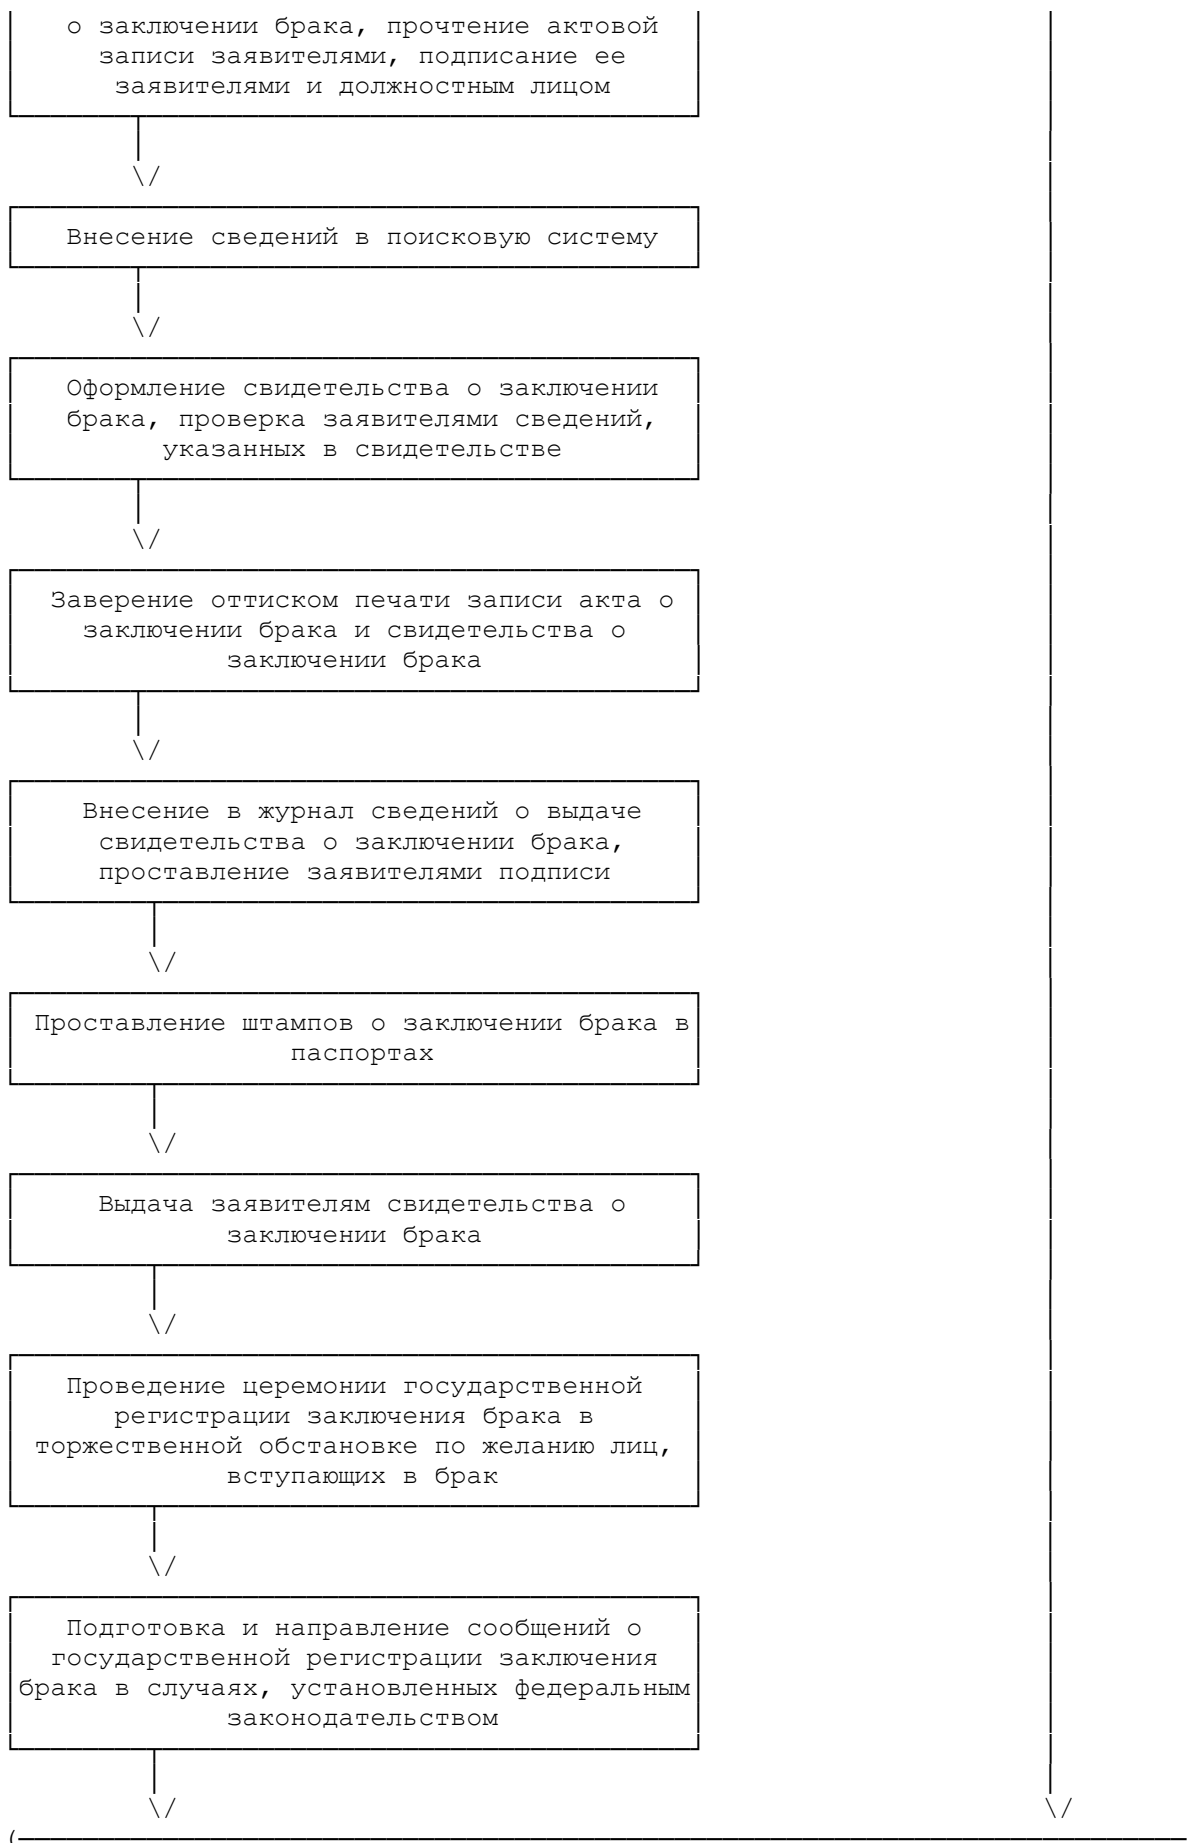 о заключении брака, прочтение актовой
записи заявителями, подписание ее
заявителями и должностным лицом
\/
Внесение сведений в поисковую систему
\/
Оформление свидетельства о заключении
брака, проверка заявителями сведений,
указанных в свидетельстве
\/
Заверение оттиском печати записи акта о
заключении брака и свидетельства о
заключении брака
\/
Внесение в журнал сведений о выдаче
свидетельства о заключении брака,
проставление заявителями подписи
\/
Проставление штампов о заключении брака в
паспортах
\/
Выдача заявителям свидетельства о
заключении брака
\/
Проведение церемонии государственной
регистрации заключения брака в
торжественной обстановке по желанию лиц,
вступающих в брак
\/
Подготовка и направление сообщений о
государственной регистрации заключения
брака в случаях, установленных федеральным
законодательством
\/ \/
(